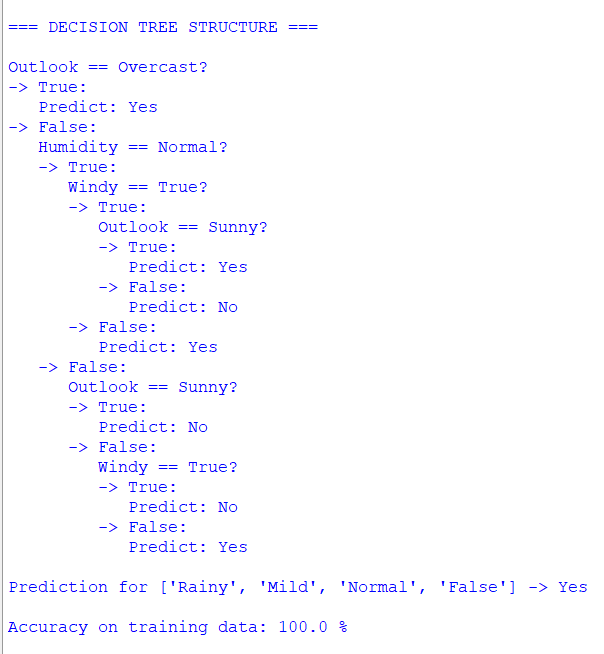 === DECISION TREE STRUCTURE ===
Outlook == Overcast?
-> True:
Predict: Yes
-> False:
Humidity == Normal?
-> True:
Windy == True?
-> True:
Outlook == Sunny?
-> True:
Predict: Yes
-> False:
Predict: No
-> False:
Predict: Yes
-> False:
Outlook == Sunny?
-> True:
Predict: No
-> False:
Windy == True?
-> True:
Predict: No
-> False:
Predict: Yes
Prediction for ['Rainy', 'Mild', 'Normal', 'False'] -> Yes
Accuracy on training data: 100.0 %